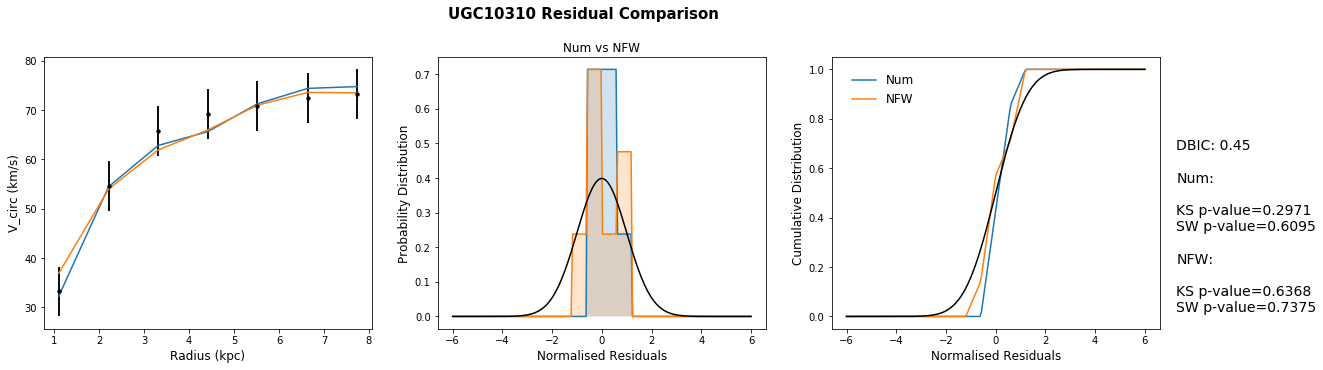 UGC10310 Residual Comparison
V_circ (km/s)
80
70
60
50
40
30
1 2 3 4 5 6 7 8
Radius (kpc)
Num vs NFW
Probability Distribution
0.7
0.6
0.5
0.4
0.3
0.2
0.1
0.0
−6 −4 −2 0 2 4 6
Normalised Residuals
Cumulative Distribution
1.0
0.8
0.6
0.4
0.2
0.0
Num
NFW
−6 −4 −2 0 2 4 6
Normalised Residuals
DBIC: 0.45
Num:
KS p-value=0.2971
SW p-value=0.6095
NFW:
KS p-value=0.6368
SW p-value=0.7375